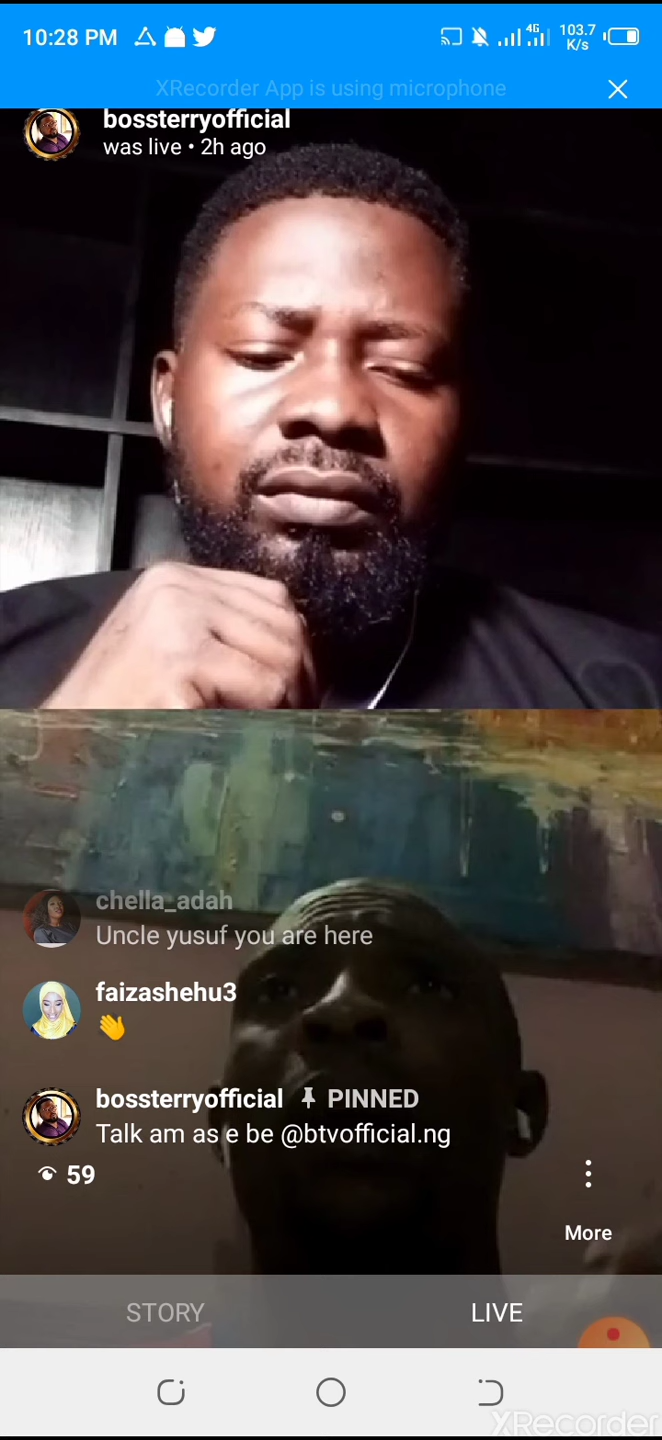 10:28 PM
4G
103.7
K/s
XRecorder App is using microphone
bossterryofficial
was live • 2h ago
chella_adah
Uncle yusuf you are here
faizashehu3
👋
bossterryofficial PINNED
Talk am as e be @btvofficial.ng
59
More
STORY
LIVE
XRecorder